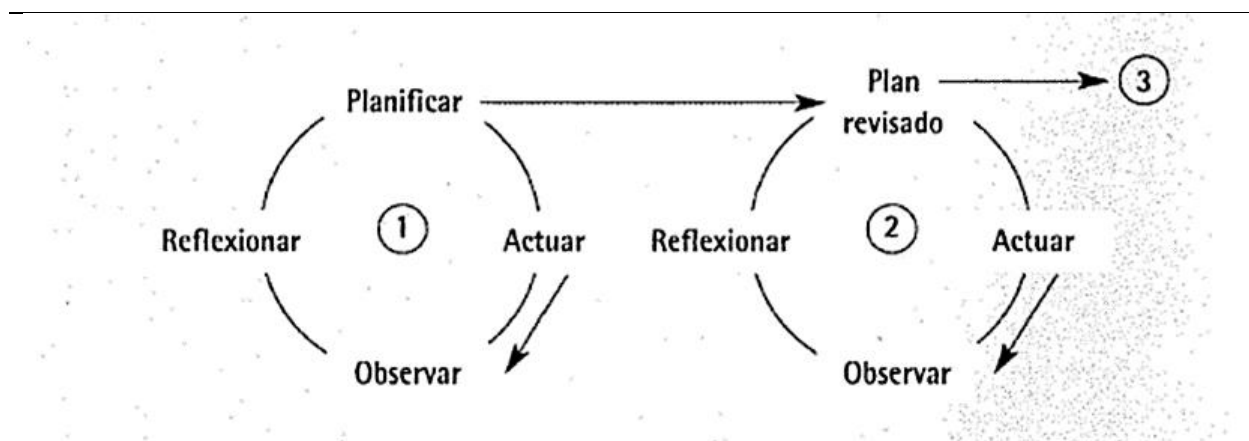 Planificar
Plan
revisado
3
Reflexionar
1
Actuar
Reflexionar
2
Actuar
Observar
Observar